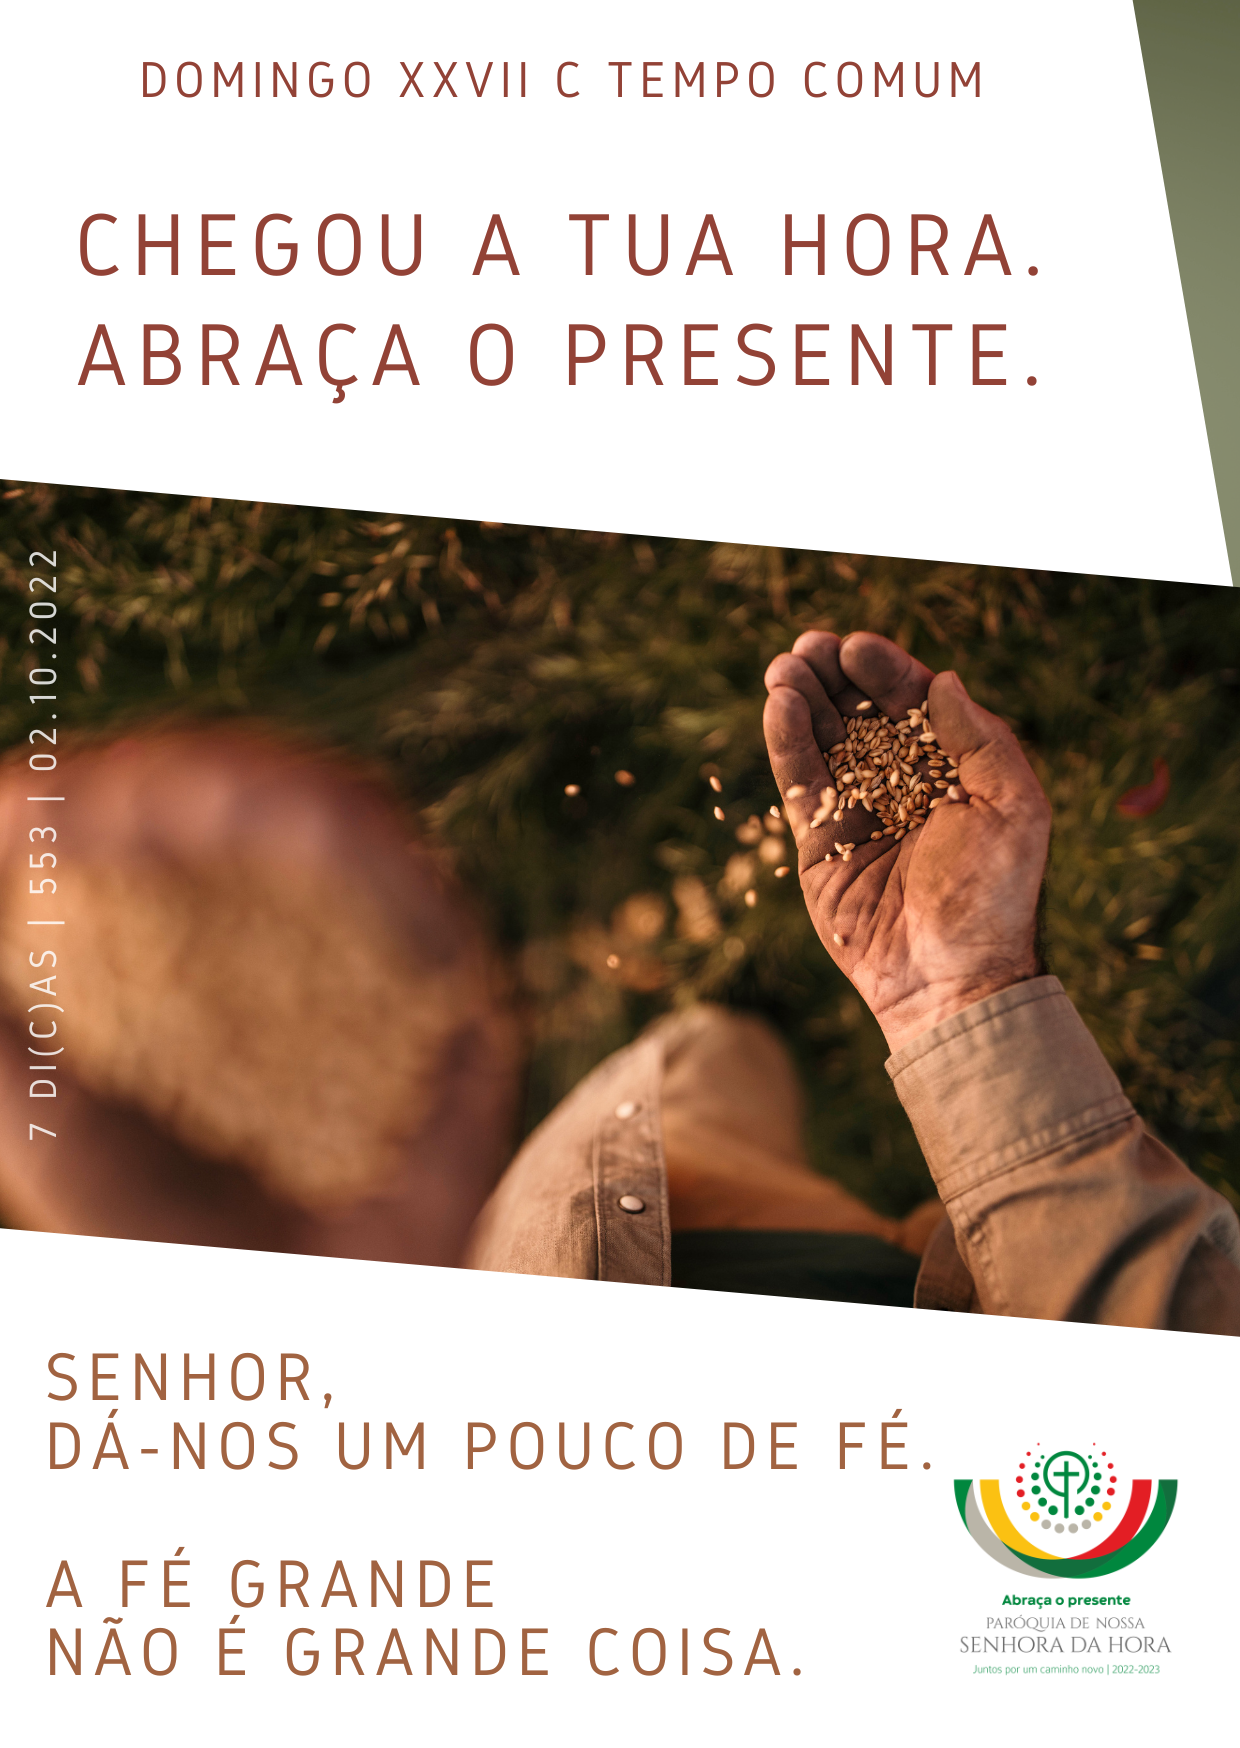 DOMINGO XXVII C TEMPO COMUM
CHEGOU A TUA HORA.
ABRAÇA O PRESENTE.
7 DI(C)AS | 553 | 02.10.2022
SENHOR,
DÁ-NOS UM POUCO DE FÉ.
A FÉ GRANDE
NÃO É GRANDE COISA.
Abraça o presente
PARÓQUIA DE NOSSA
SENHORA DA HORA
Juntos por um caminho novo | 2022-2023